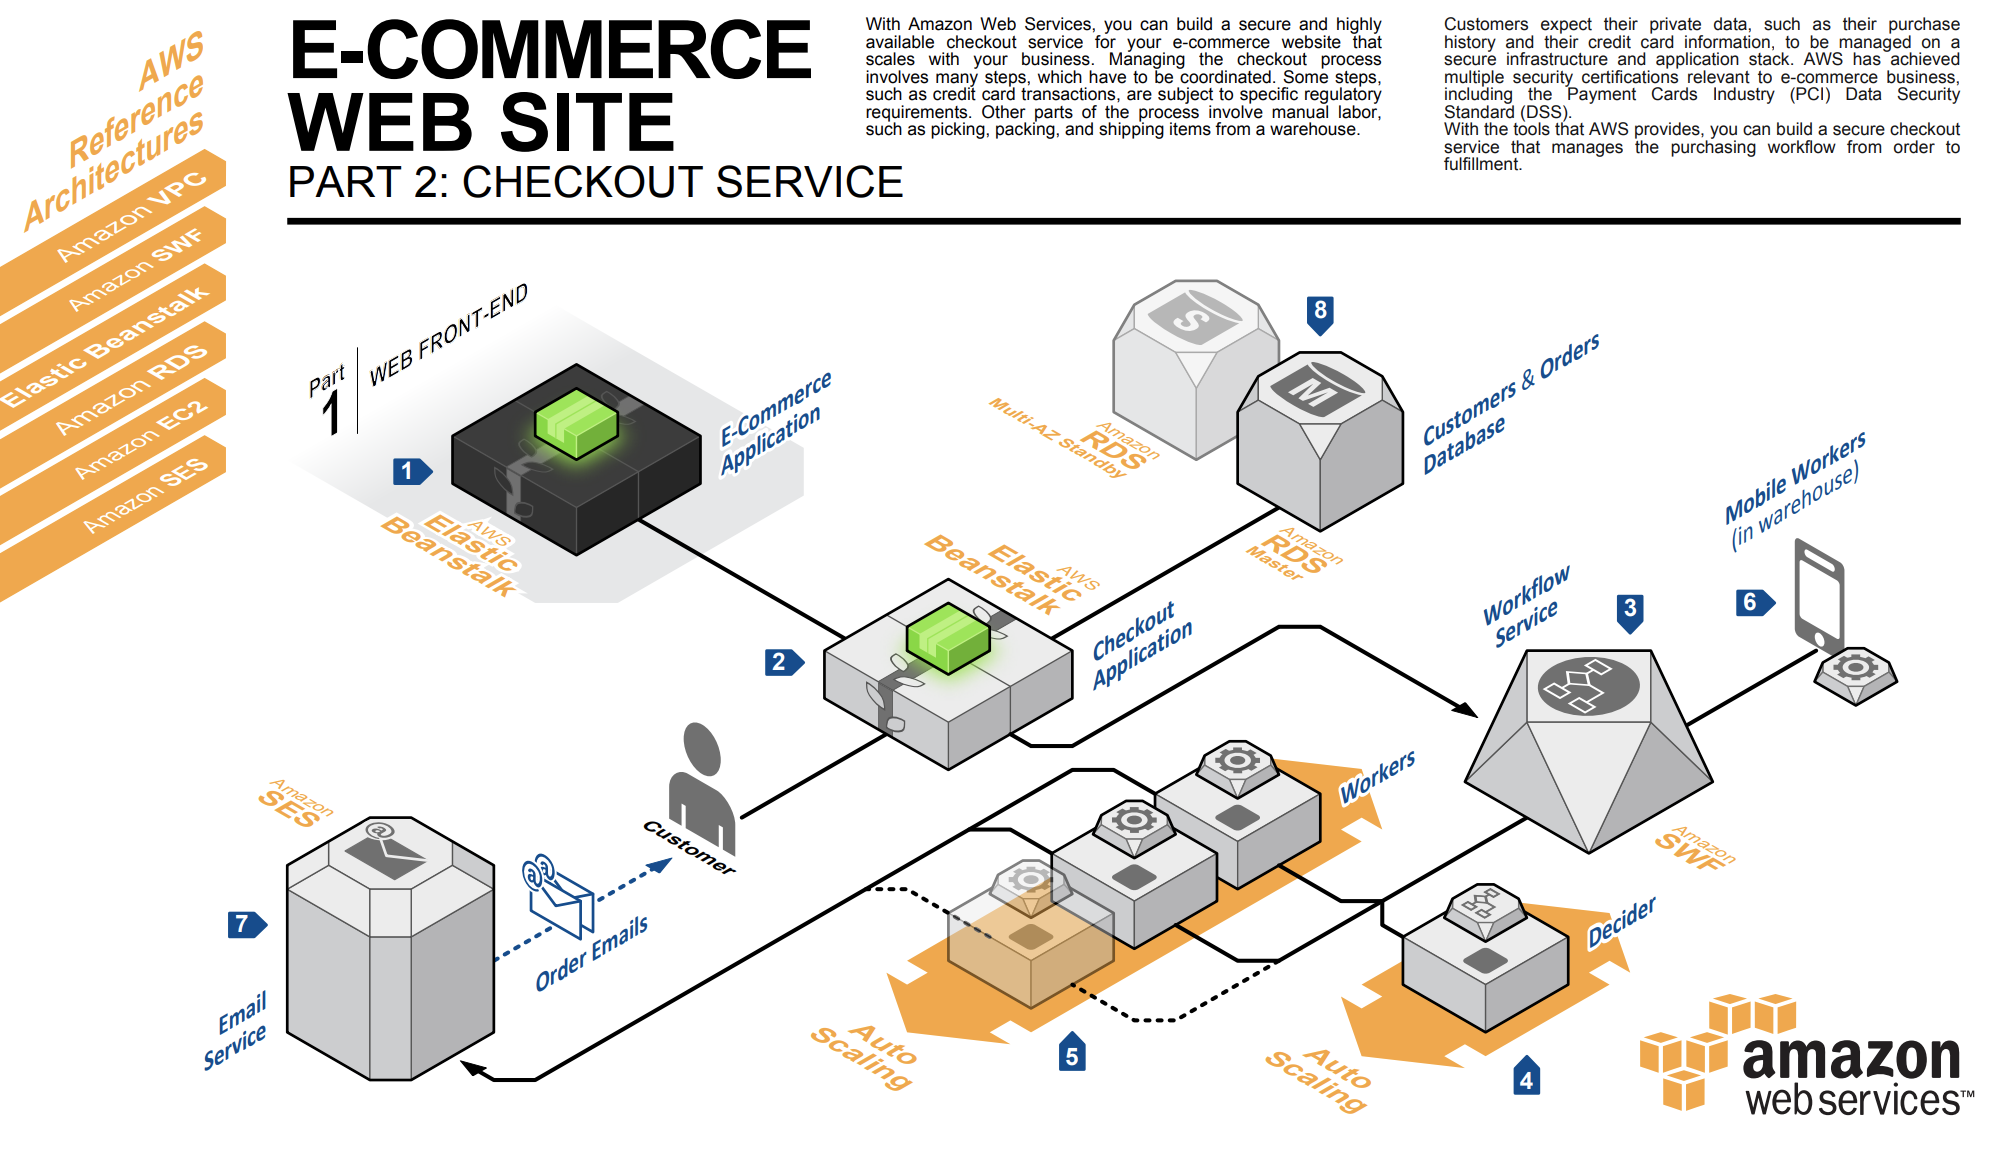 AWS
Reference
Architectures
Amazon VPC
Amazon SWF
Elastic Beanstalk
Amazon RDS
Amazon EC2
Amazon SES
E-COMMERCE
WEB SITE
PART 2: CHECKOUT SERVICE
With Amazon Web Services, you can build a secure and highly
available checkout service for your e-commerce website that
scales with your business. Managing the checkout process
involves many steps, which have to be coordinated. Some steps,
such as credit card transactions, are subject to specific regulatory
requirements. Other parts of the process involve manual labor,
such as picking, packing, and shipping items from a warehouse.
Customers expect their private data, such as their purchase
history and their credit card information, to be managed on a
secure infrastructure and application stack. AWS has achieved
multiple security certifications relevant to e-commerce business,
including the Payment Cards Industry (PCI) Data Security
Standard (DSS).
With the tools that AWS provides, you can build a secure checkout
service that manages the purchasing workflow from order to
fulfillment.
Part
1
WEB FRONT-END
1
E-Commerce
Application
AWS
Elastic
Beanstalk
S
8
M
Customers & Orders
Database
Amazon
RDS
Multi-AZ Standby
Amazon
RDS
Master
Mobile Workers
(in warehouse)
6
AWS
Elastic
Beanstalk
2
Checkout
Application
Workflow
Service
3
Amazon
SWF
Customer
Workers
Amazon
SES
@
7
Email
Service
@@
Order Emails
Decider
Auto
Scaling
5
Auto
Scaling
4
amazon
web services™